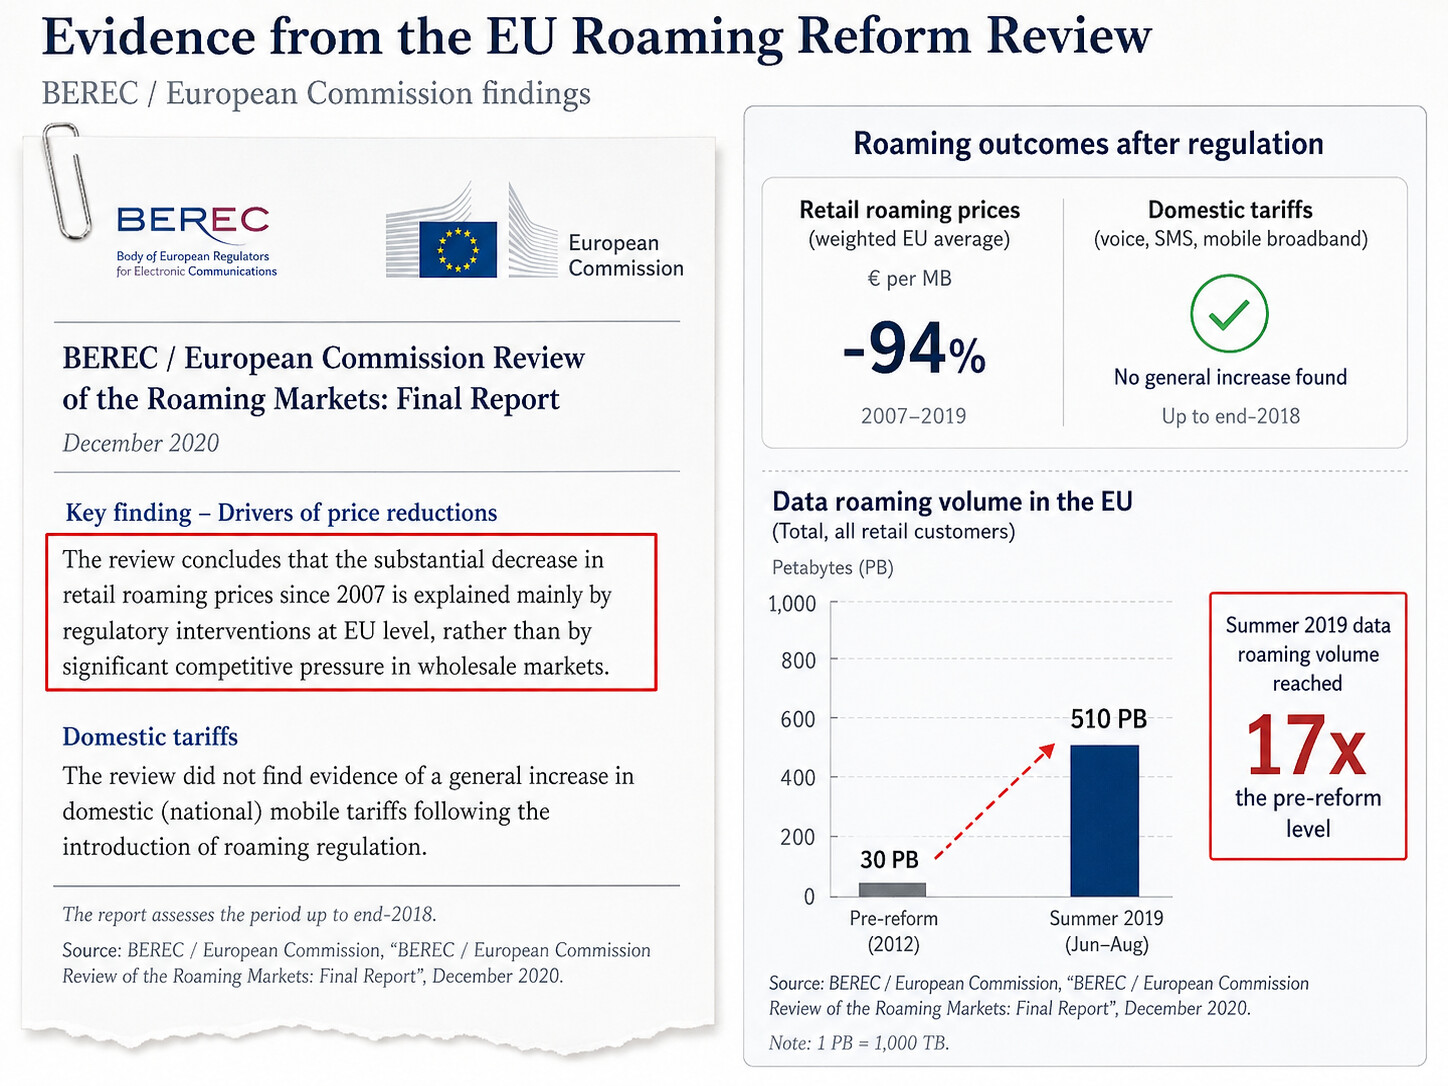 Evidence from the EU Roaming Reform Review
BEREC / European Commission findings
BEREC
Body of European Regulators
for Electronic Communications
European
Commission
BEREC / European Commission Review
of the Roaming Markets: Final Report
December 2020
Key finding – Drivers of price reductions
The review concludes that the substantial decrease in
retail roaming prices since 2007 is explained mainly by
regulatory interventions at EU level, rather than by
significant competitive pressure in wholesale markets.
Domestic tariffs
The review did not find evidence of a general increase in
domestic (national) mobile tariffs following the
introduction of roaming regulation.
The report assesses the period up to end-2018.
Source: BEREC / European Commission, “BEREC / European Commission
Review of the Roaming Markets: Final Report”, December 2020.
Roaming outcomes after regulation
Retail roaming prices
(weighted EU average)
€ per MB
-94%
2007–2019
Domestic tariffs
(voice, SMS, mobile broadband)
No general increase found
Up to end-2018
Data roaming volume in the EU
(Total, all retail customers)
Petabytes (PB)
1,000
800
600
400
200
0
30 PB
510 PB
Pre-reform
(2012)
Summer 2019
(Jun–Aug)
Summer 2019 data
roaming volume
reached
17x
the pre-reform
level
Source: BEREC / European Commission, “BEREC / European Commission
Review of the Roaming Markets: Final Report”, December 2020.
Note: 1 PB = 1,000 TB.